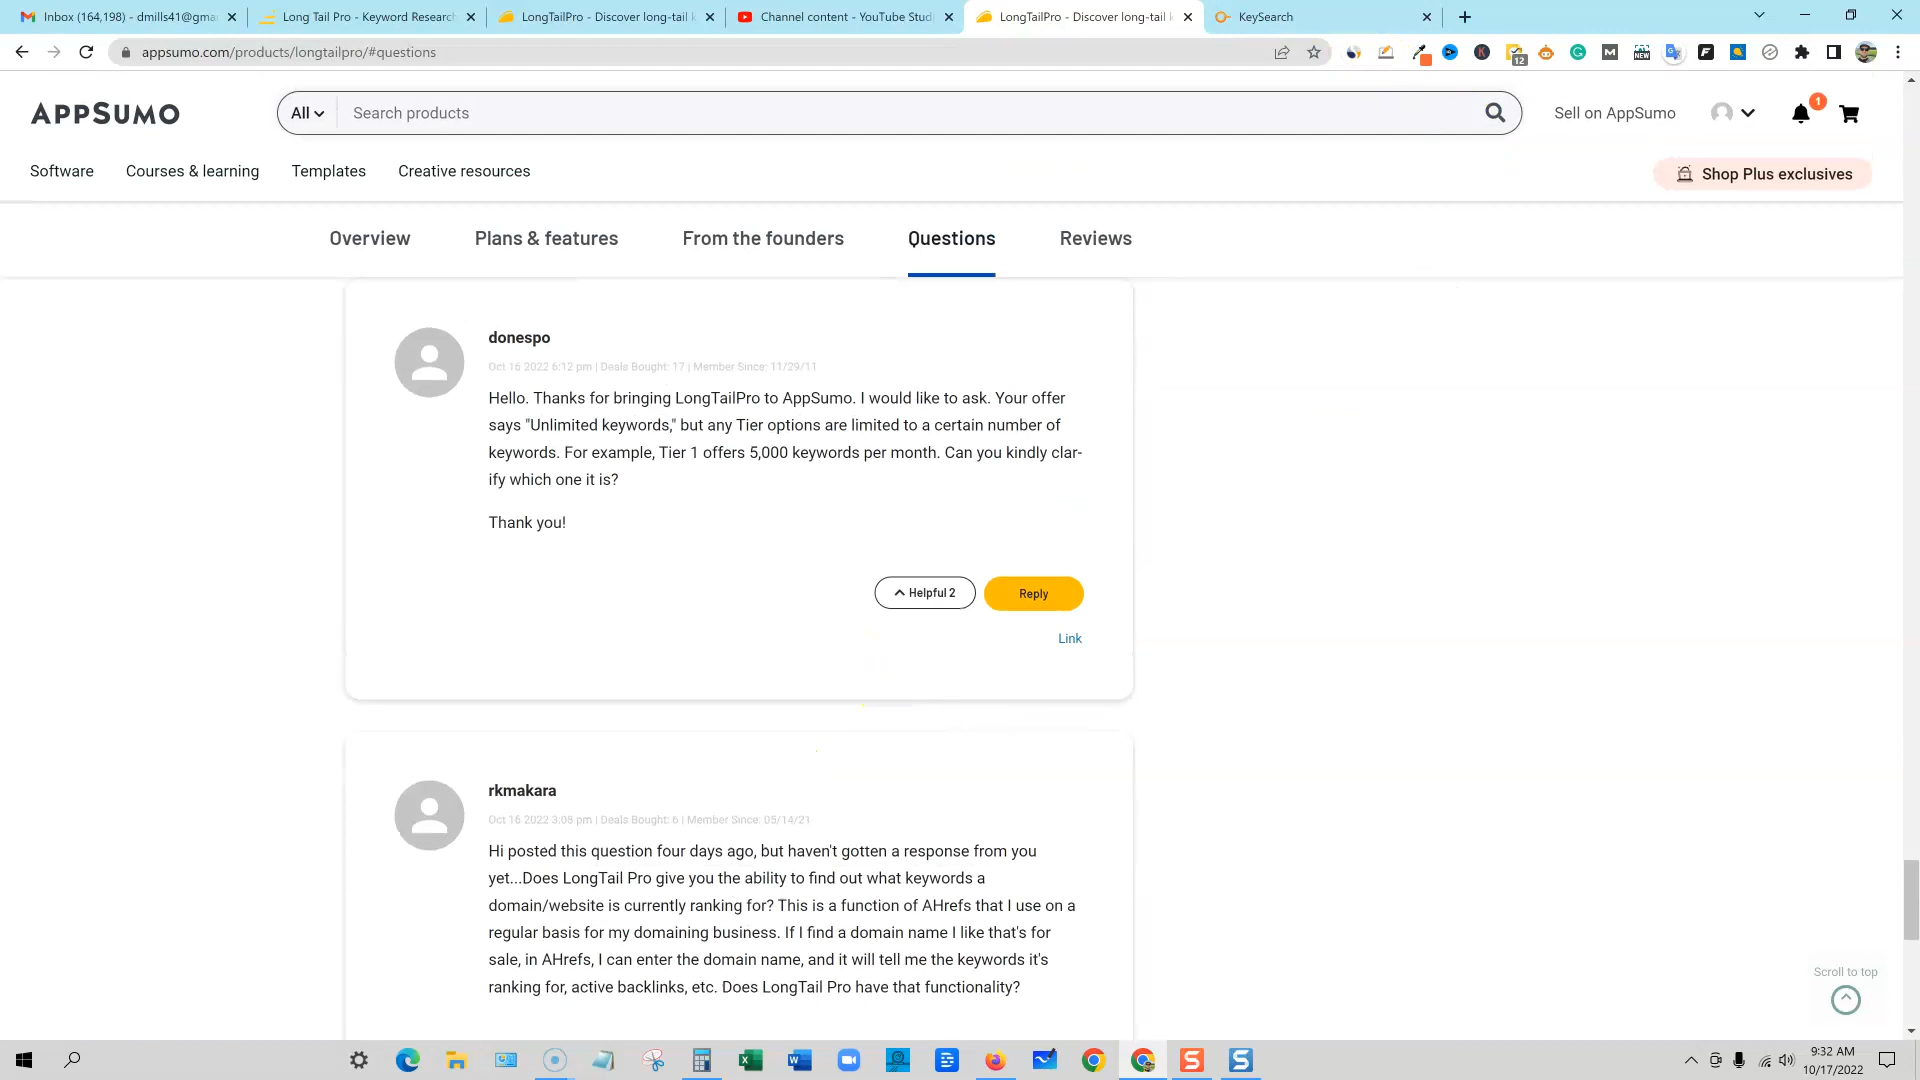 Inbox (164,198) - dmills41@gma
Long Tail Pro - Keyword Research
LongTailPro - Discover long-tail k
Channel content - YouTube Studi
LongTailPro - Discover long-tail k
KeySearch
appsumo.com/products/longtailpro/#questions
12
NEW
APPSUMO
All
Search products
Sell on AppSumo
1
Software
Courses & learning
Templates
Creative resources
Shop Plus exclusives
Overview
Plans & features
From the founders
Questions
Reviews
donespo
Oct 16 2022 6:12 pm | Deals Bought: 17 | Member Since: 11/29/11
Hello. Thanks for bringing LongTailPro to AppSumo. I would like to ask. Your offer
says "Unlimited keywords," but any Tier options are limited to a certain number of
keywords. For example, Tier 1 offers 5,000 keywords per month. Can you kindly clar-
ify which one it is?
Thank you!
Helpful 2
Reply
Link
rkmakara
Oct 16 2022 3:08 pm | Deals Bought: 6 | Member Since: 05/14/21
Hi posted this question four days ago, but haven't gotten a response from you
yet...Does LongTail Pro give you the ability to find out what keywords a
domain/website is currently ranking for? This is a function of AHrefs that I use on a
regular basis for my domaining business. If I find a domain name I like that's for
sale, in AHrefs, I can enter the domain name, and it will tell me the keywords it's
ranking for, active backlinks, etc. Does LongTail Pro have that functionality?
Scroll to top
9:32 AM
10/17/2022